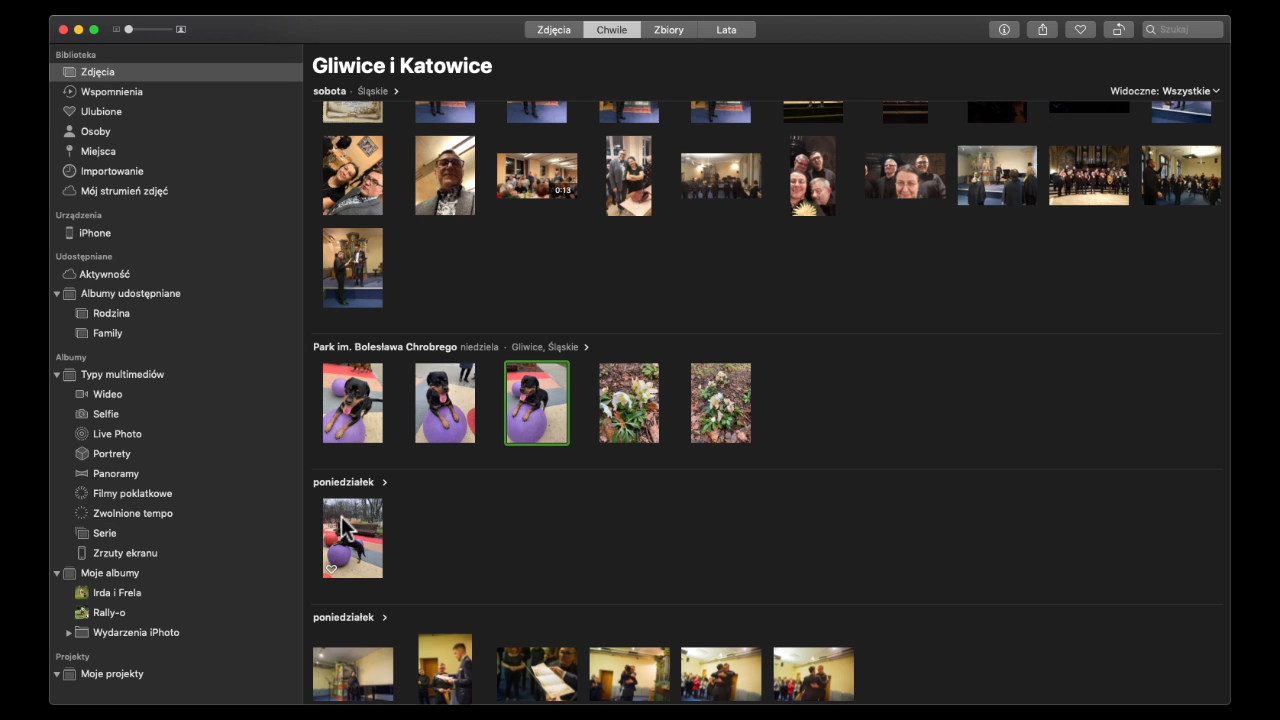 Zdjęcia
Chwile
Zbiory
Lata
Szukaj
Biblioteka
Zdjęcia
Wspomnienia
Ulubione
Osoby
Miejsca
Importowanie
Mój strumień zdjęć
Urządzenia
iPhone
Udostępniane
Aktywność
Albumy udostępniane
Rodzina
Family
Albumy
Typy multimediów
Wideo
Selfie
Live Photo
Portrety
Panoramy
Filmy poklatkowe
Zwolnione tempo
Serie
Zrzuty ekranu
Moje albumy
Irda i Frela
Rally-o
Wydarzenia iPhoto
Projekty
Moje projekty
Gliwice i Katowice
sobota · Śląskie
Widoczne: Wszystkie
0:13
Park im. Bolesława Chrobrego niedziela · Gliwice, Śląskie
poniedziałek
poniedziałek